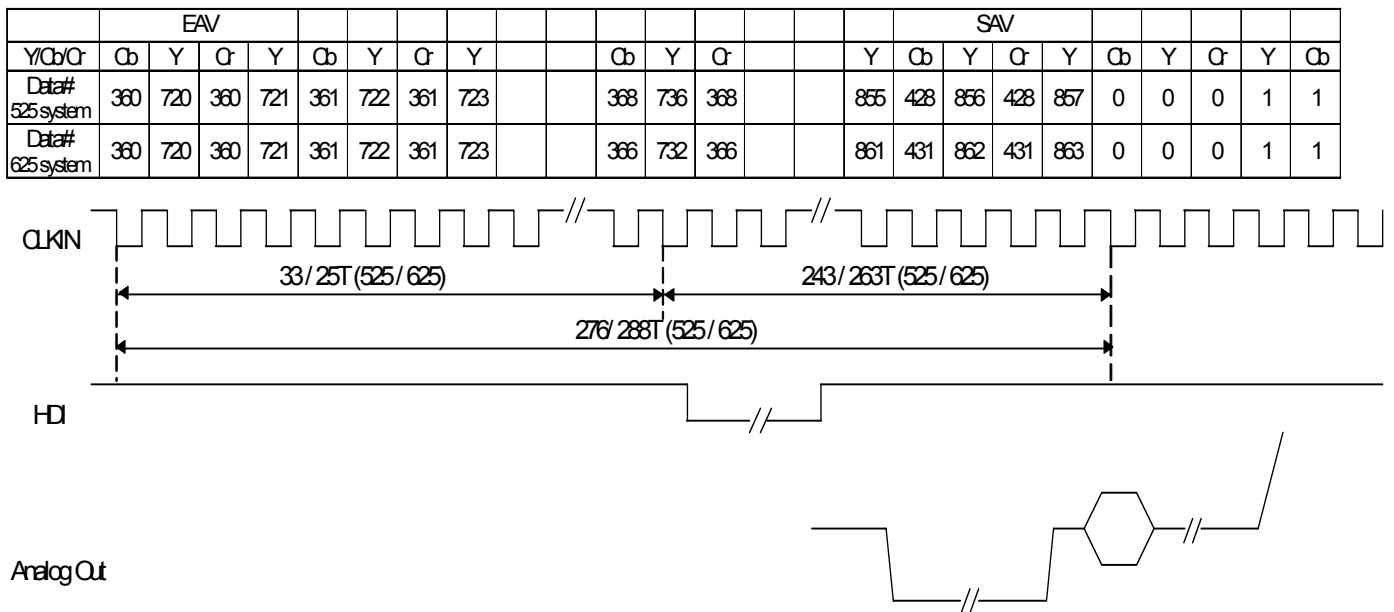 EAV SAV
Y/Cb/Cr Cb Y Cr Y Cb Y Cr Y Cb Y Cr Y Cb Y Cr Y Cb Y Cr Y Cb
Data#
525 system 360 720 360 721 361 722 361 723 368 736 368 855 428 856 428 857 0 0 0 1 1
Data#
625 system 360 720 360 721 361 722 361 723 366 732 366 861 431 862 431 863 0 0 0 1 1
CLKIN
33 / 25T (525 / 625) 243 / 263T (525 / 625)
276/ 288T (525 / 625)
HDI
Analog Out